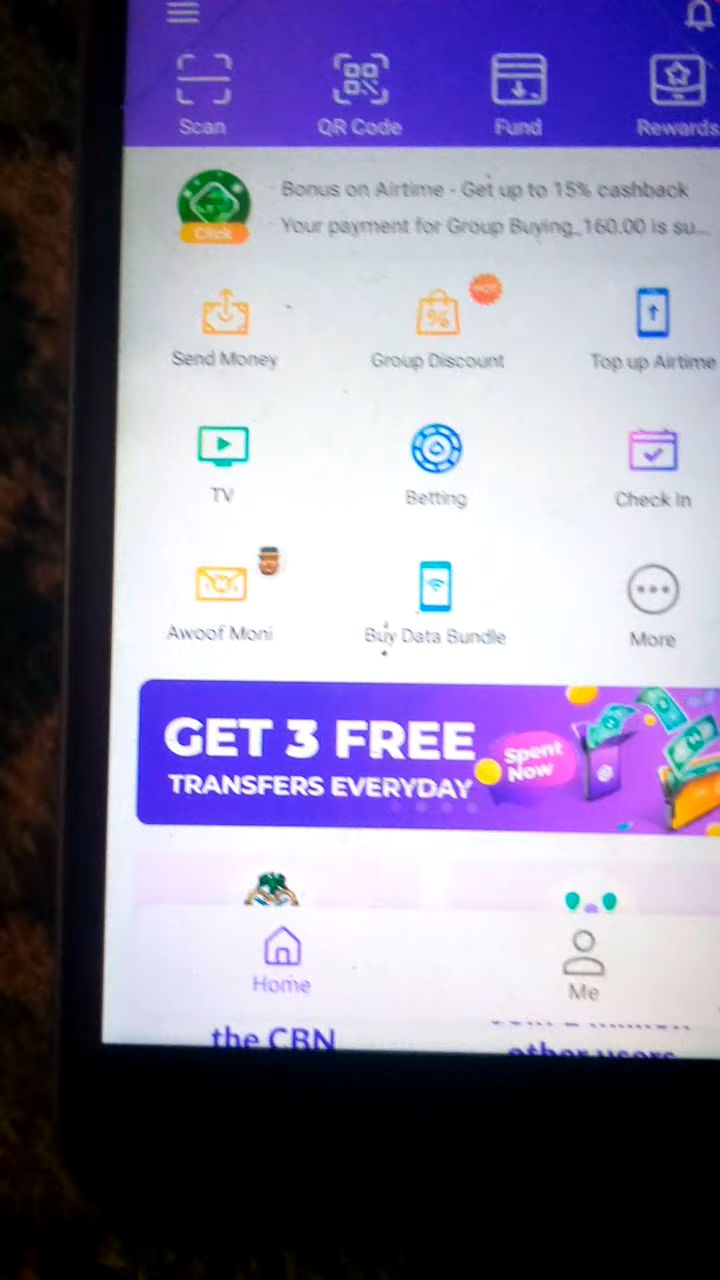 Scan QR Code Fund Rewards
Bonus on Airtime - Get up to 15% cashback
Click
Your payment for Group Buying_160.00 is su...
HOT
Send Money Group Discount Top up Airtime
TV Betting Check In
Awoof Moni Buy Data Bundle More
GET 3 FREE
TRANSFERS EVERYDAY
Spent
Now
Home Me
the CBN
other users